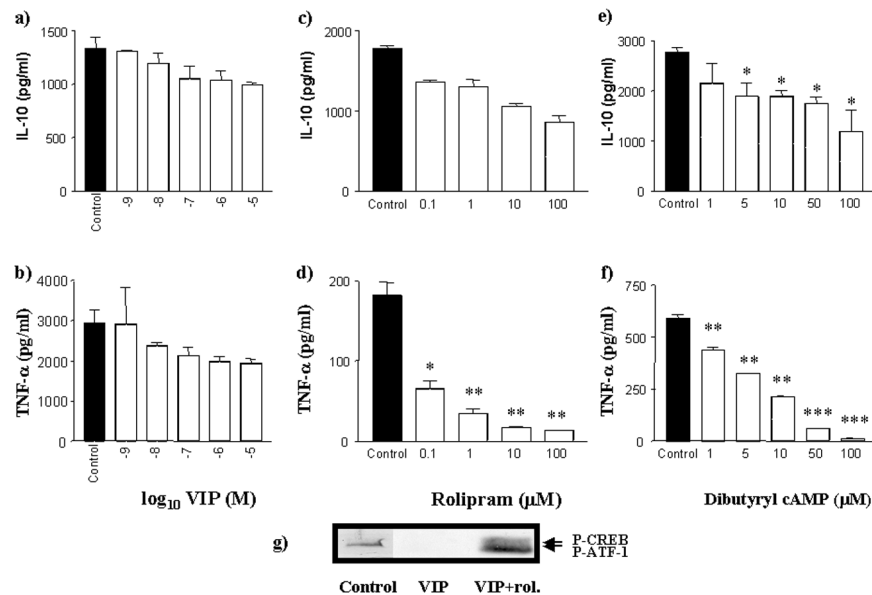 a)
1500
1000
500
0
IL-10 (pg/ml)
Control
-9
-8
-7
-6
-5
c)
2000
1000
0
IL-10 (pg/ml)
Control 0.1 1 10 100
e)
3000
2000
1000
0
IL-10 (pg/ml)
* * * *
Control 1 5 10 50 100
b)
4000
3000
2000
1000
0
TNF-α (pg/ml)
Control
-9
-8
-7
-6
-5
log10 VIP (M)
d)
200
100
0
TNF-α (pg/ml)
* ** ** **
Control 0.1 1 10 100
Rolipram (μM)
f)
750
500
250
0
TNF-α (pg/ml)
** ** ** *** ***
Control 1 5 10 50 100
Dibutyryl cAMP (μM)
g)
P-CREB
P-ATF-1
Control VIP VIP+rol.